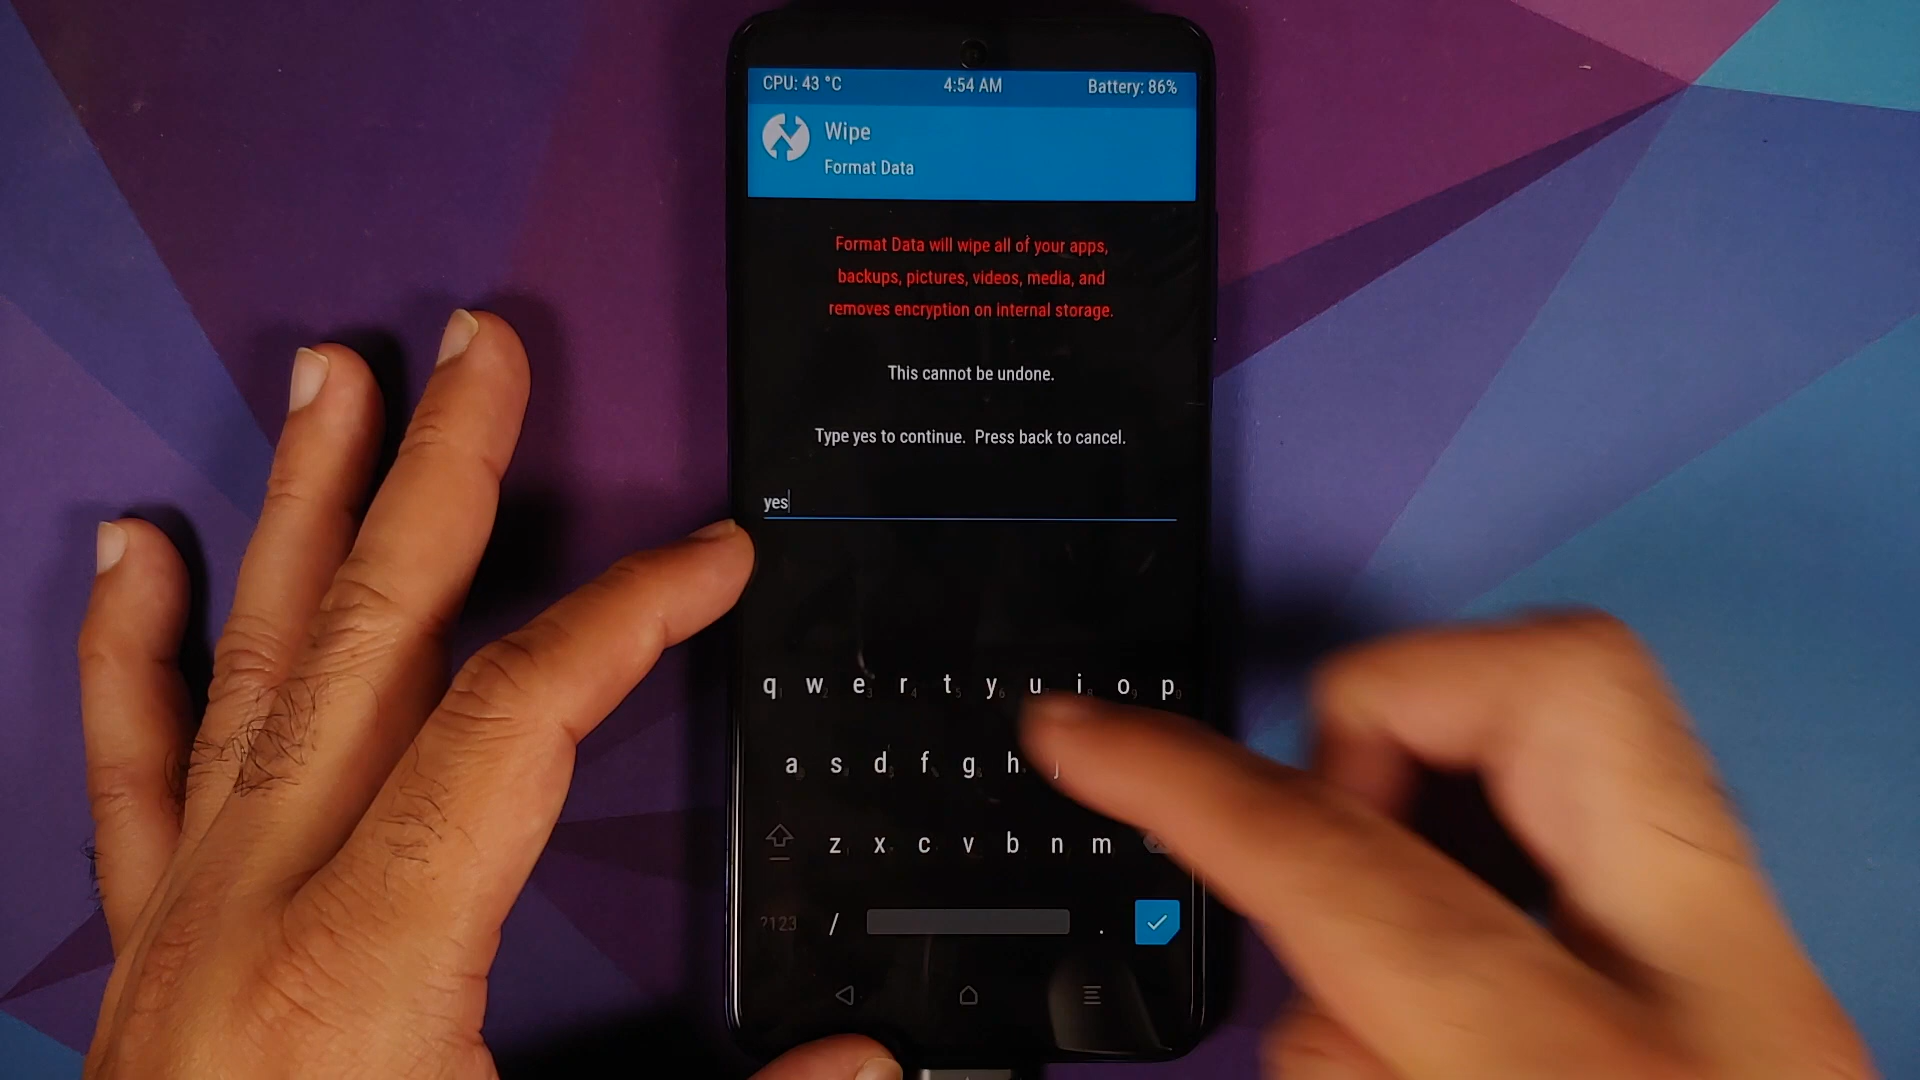 CPU: 43 °C 4:54 AM Battery: 86%
Wipe
Format Data
Format Data will wipe all of your apps,
backups, pictures, videos, media, and
removes encryption on internal storage.
This cannot be undone.
Type yes to continue. Press back to cancel.
yes
q w e r t y u i o p
a s d f g h j
z x c v b n m
?123 / .